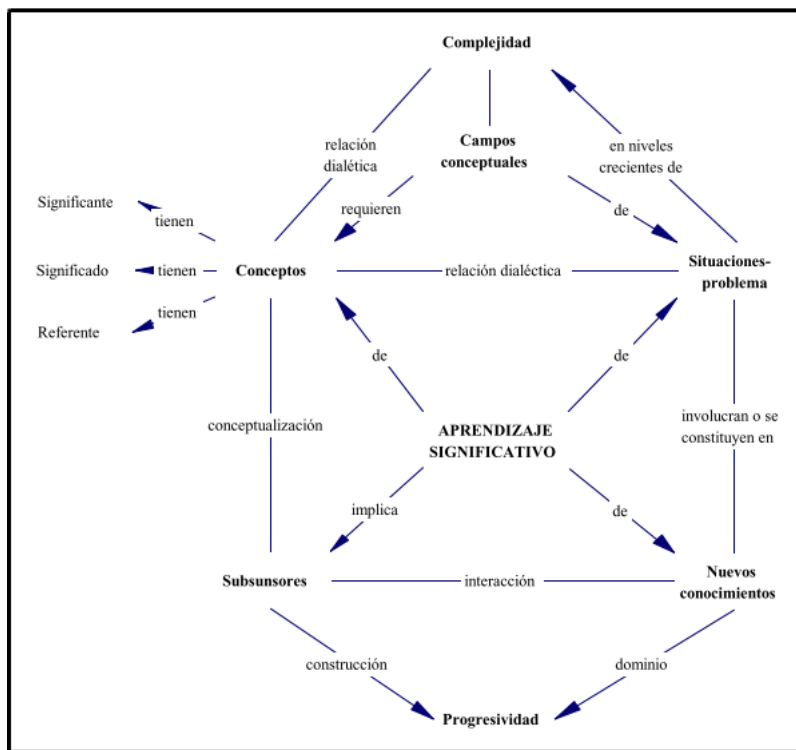 Complejidad
Campos
conceptuales
relación
dialética
en niveles
crecientes de
Significante
tienen
requieren
de
Significado
tienen
Conceptos
relación dialéctica
Situaciones-
problema
Referente
tienen
de
de
conceptualización
APRENDIZAJE
SIGNIFICATIVO
involucran o se
constituyen en
implica
de
Subsunsores
interacción
Nuevos
conocimientos
construcción
dominio
Progresividad